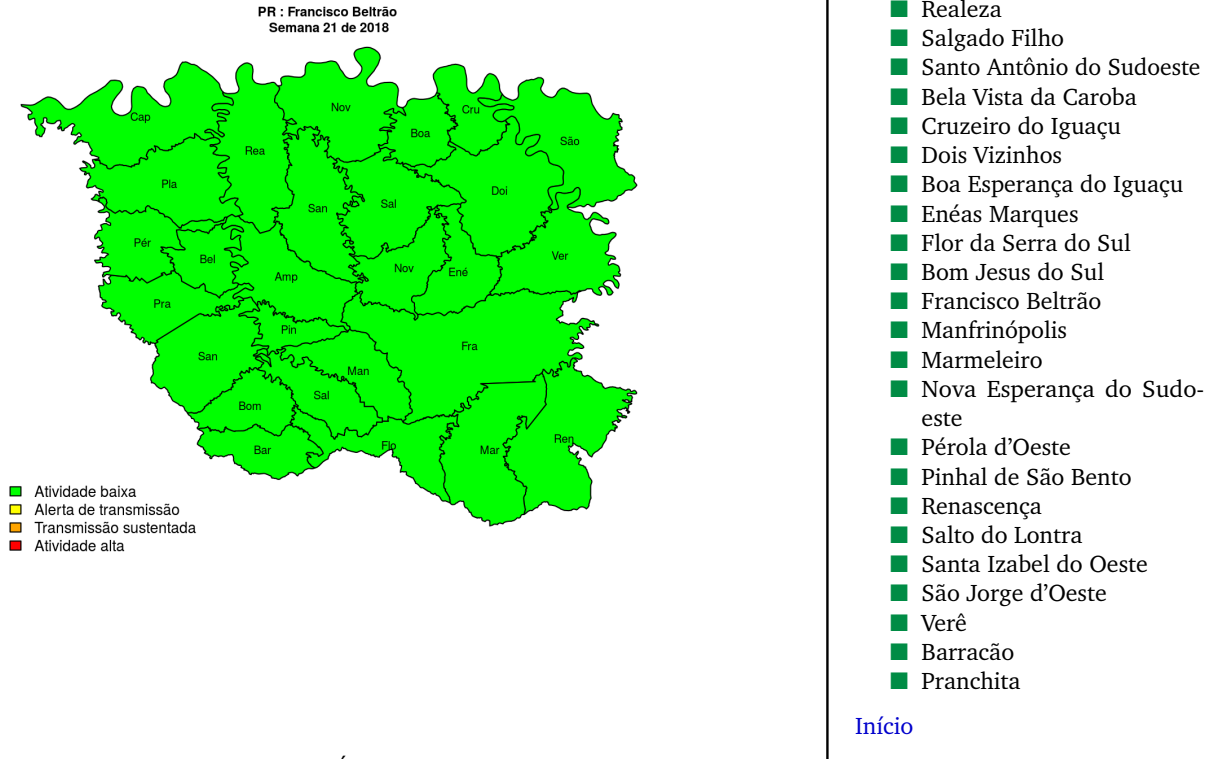 PR : Francisco Beltrão
Semana 21 de 2018
Cap
Nov
Cru
Boa
São
Rea
Pla
Doi
Sal
San
Pér
Bel
Ver
Nov
Ené
Amp
Pra
Pin
Fra
San
Man
Sal
Bom
Ren
Flo
Bar
Mar
Atividade baixa
Alerta de transmissão
Transmissão sustentada
Atividade alta
Realeza
Salgado Filho
Santo Antônio do Sudoeste
Bela Vista da Caroba
Cruzeiro do Iguaçu
Dois Vizinhos
Boa Esperança do Iguaçu
Enéas Marques
Flor da Serra do Sul
Bom Jesus do Sul
Francisco Beltrão
Manfrinópolis
Marmeleiro
Nova Esperança do Sudo-
este
Pérola d'Oeste
Pinhal de São Bento
Renascença
Salto do Lontra
Santa Izabel do Oeste
São Jorge d'Oeste
Verê
Barracão
Pranchita
Início